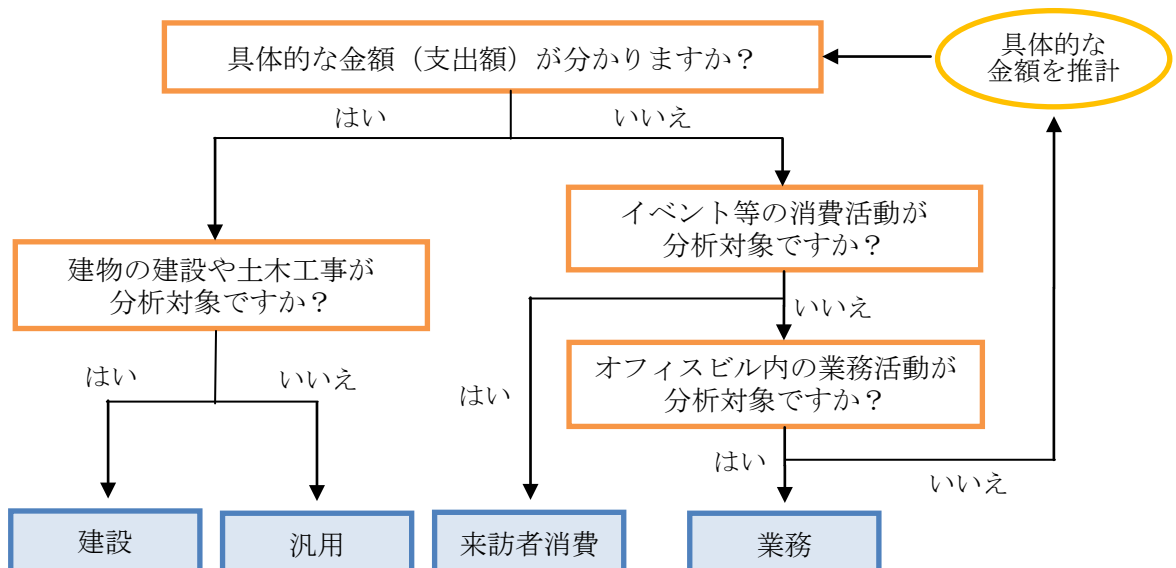 具体的な金額（支出額）が分かりますか？
具体的な
金額を推計
はい
いいえ
イベント等の消費活動が
分析対象ですか？
建物の建設や土木工事が
分析対象ですか？
いいえ
オフィスビル内の業務活動が
分析対象ですか？
はい
いいえ
はい
はい
いいえ
建設
汎用
来訪者消費
業務